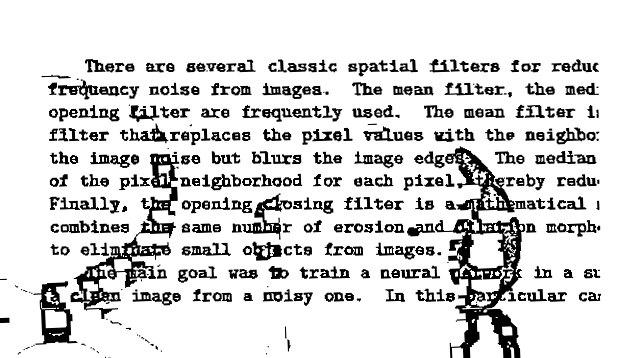 There are several classic spatial filters for reduc
frequency noise from images. The mean filter, the medi
opening filter are frequently used. The mean filter i
filter that replaces the pixel values with the neighbo
the image noise but blurs the image edges. The median
of the pixel neighborhood for each pixel, thereby redu
Finally, the opening closing filter is a mathematical
combines the same number of erosion and dilation morph
to eliminate small objects from images.
The main goal was to train a neural network in a su
a clean image from a noisy one. In this particular cas